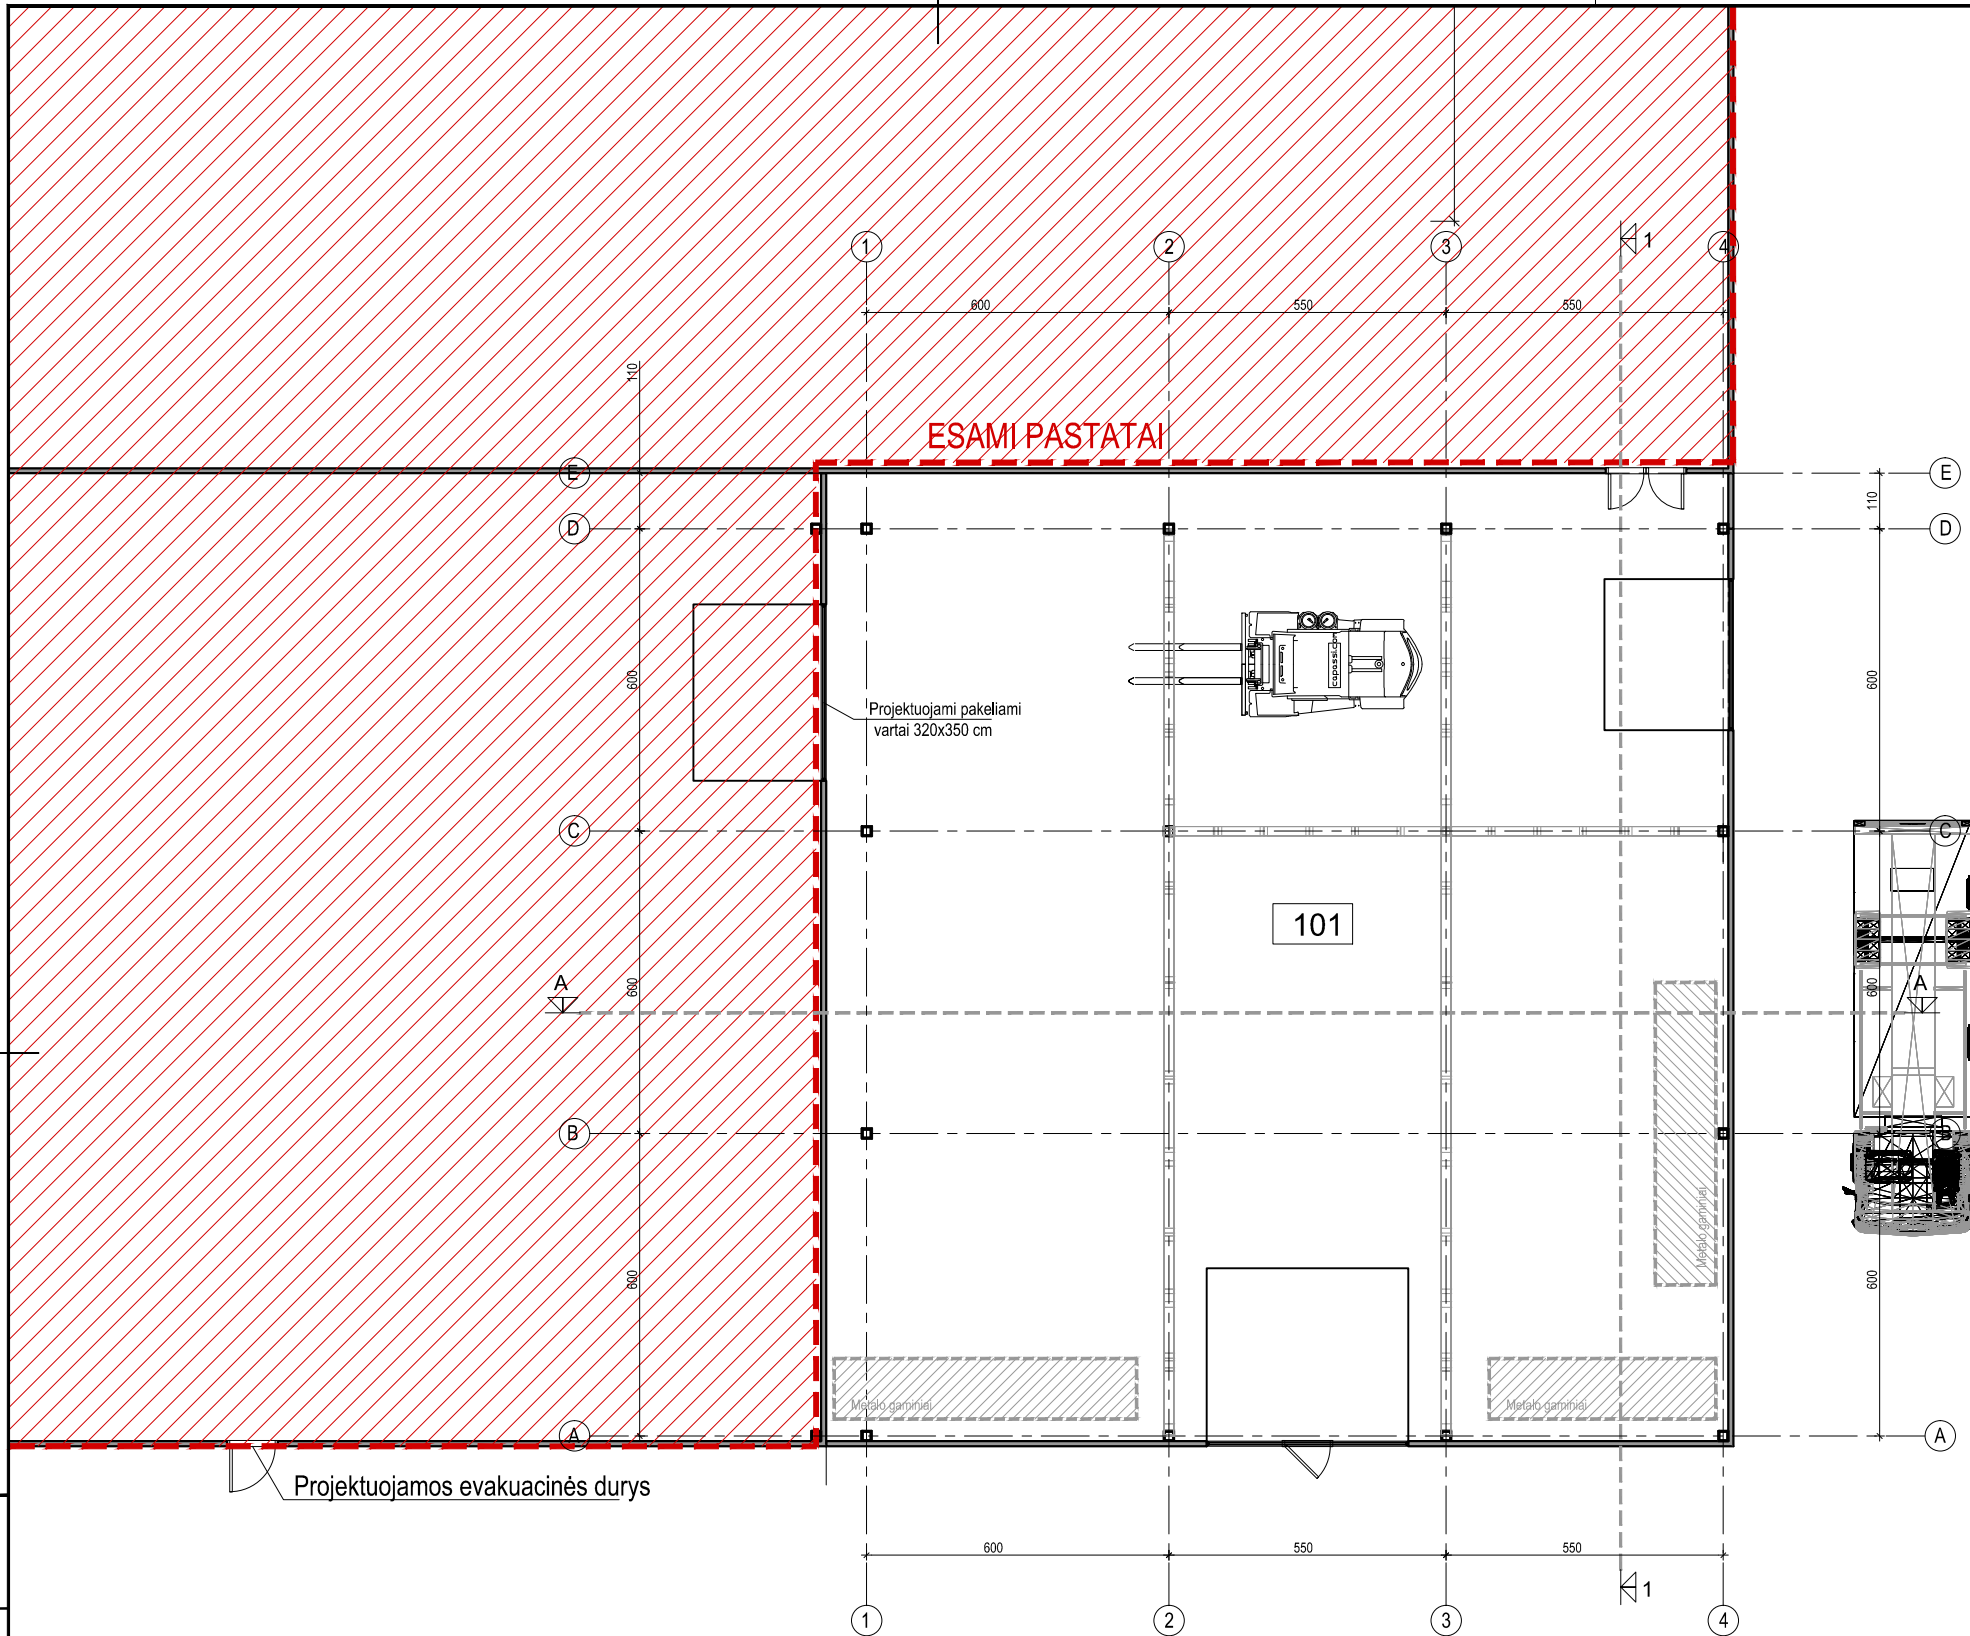 1
2
3
4
1
600
550
550
110
ESAMI PASTATAI
E
E
110
D
D
600
600
capassi.cpr
Projektuojami pakeliami
vartai 320x350 cm
C
C
101
A
600
600
A
B
B
Metalo gaminiai
600
600
Metalo gaminiai
Metalo gaminiai
A
A
Projektuojamos evakuacinės durys
600
550
550
1
1
2
3
4